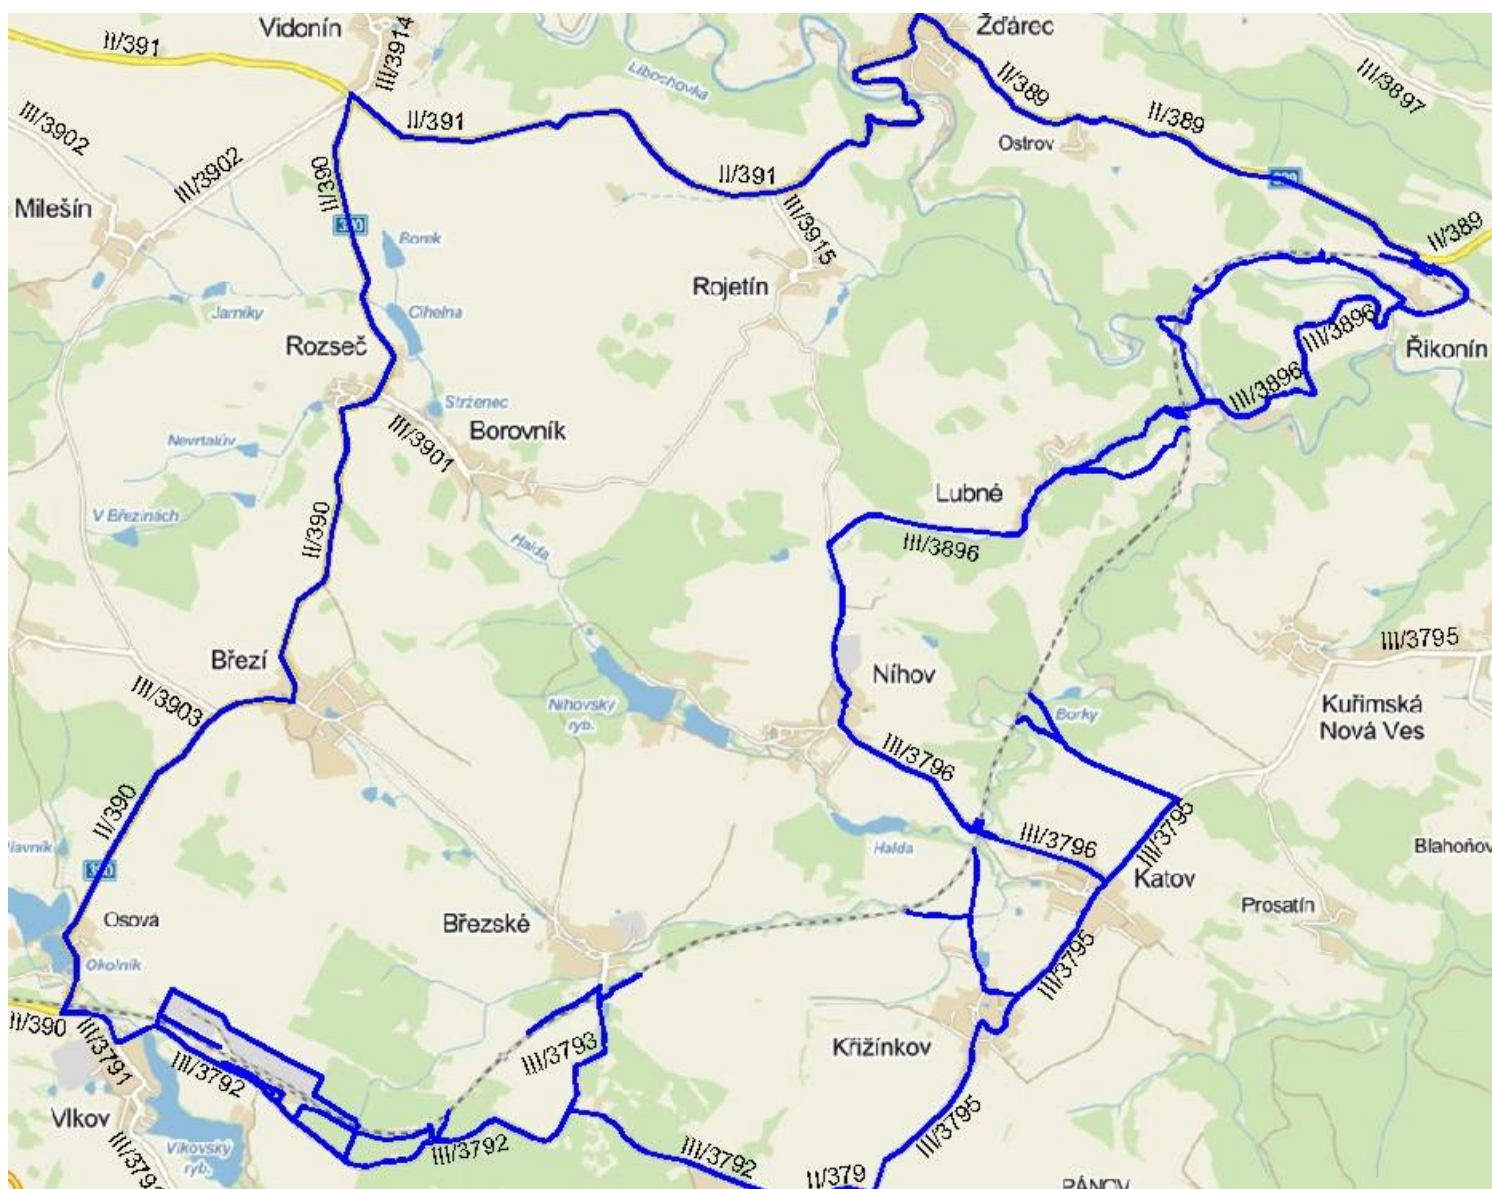 Vidonín
Žďárec
II/391
III/3914
Libochovka
II/389
III/3897
II/391
II/389
III/3902
Ostrov
III/3902
II/390
II/391
Milešín
III/3915
II/389
Borek
Rojetín
Jarníky
Cihelna
Rozseč
III/3896
Řikonín
III/3896
Strženec
Borovník
III/3901
Nevrtalův
Lubné
V Březinách
II/390
Halda
III/3896
III/3795
Březí
Níhov
III/3903
Níhovský
ryb.
Borky
Kuřimská
Nová Ves
III/3796
II/390
III/3795
Halda
III/3796
Blahoňov
Katov
Prosatín
Osová
Březské
Okolník
III/3795
II/390
III/3791
III/3793
Křižínkov
III/3792
Vlkov
III/3795
Vlkovský
ryb.
III/3792
III/3792
II/379
PÁNOV